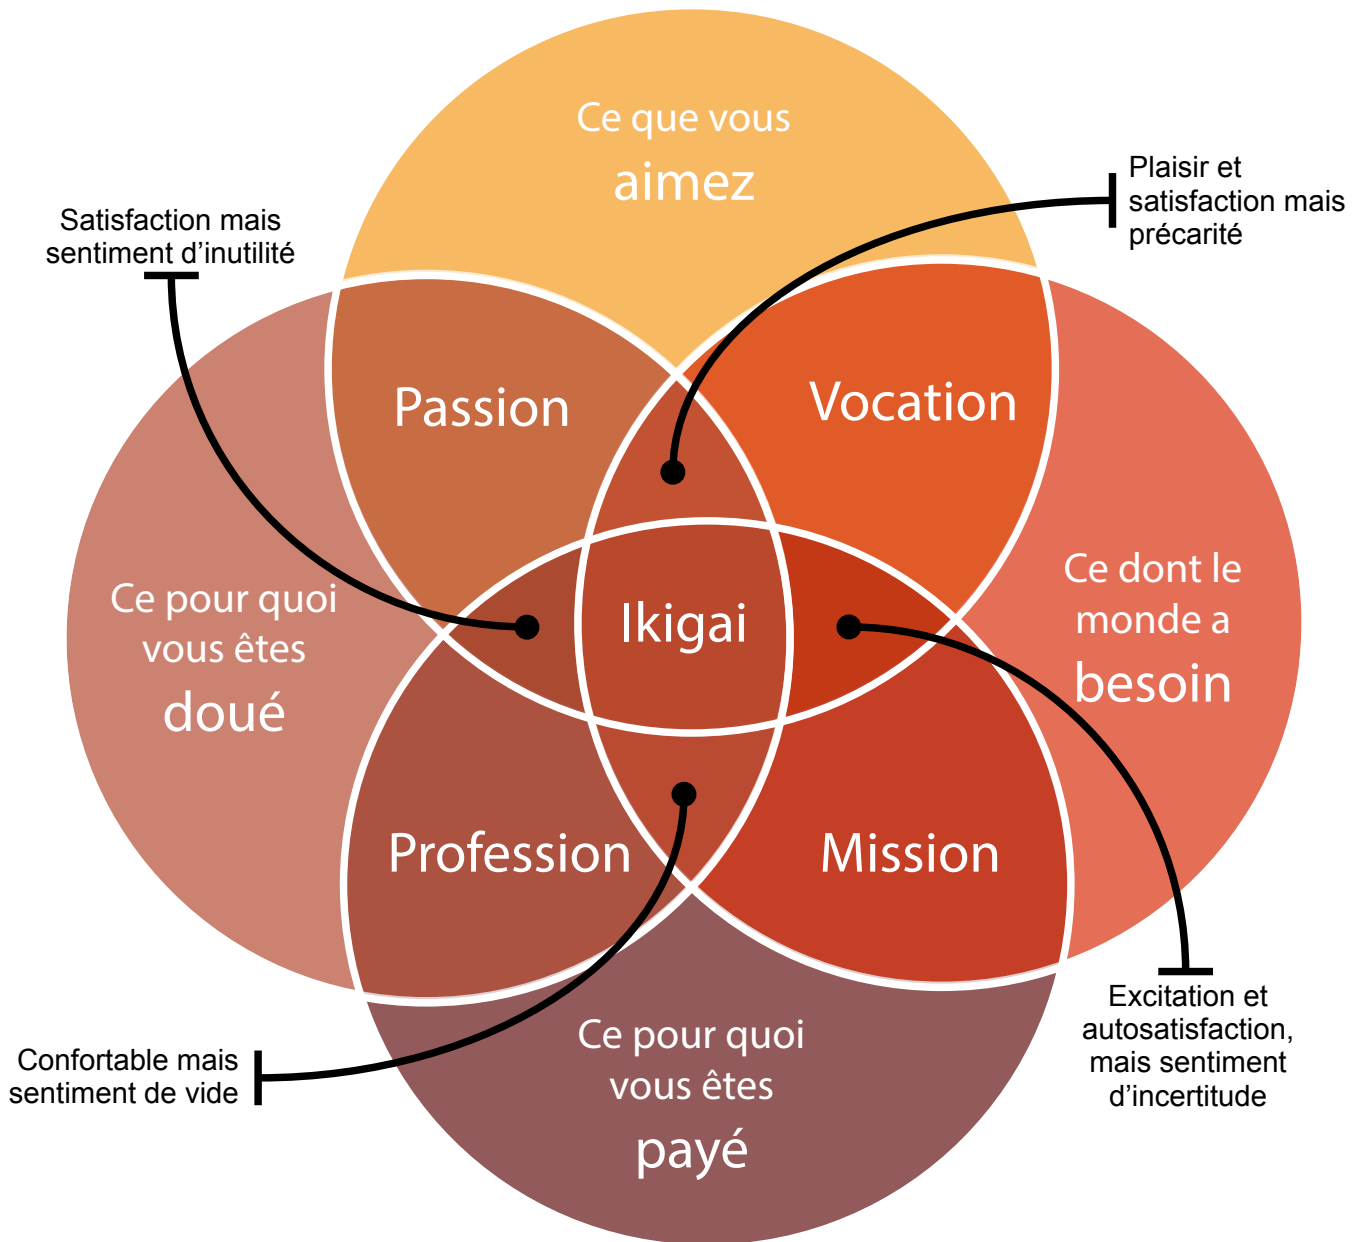 Ce que vous
aimez
Plaisir et
satisfaction mais
précarité
Satisfaction mais
sentiment d’inutilité
Passion
Vocation
Ce pour quoi
vous êtes
doué
Ikigai
Ce dont le
monde a
besoin
Profession
Mission
Ce pour quoi
vous êtes
payé
Confortable mais
sentiment de vide
Excitation et
autosatisfaction,
mais sentiment
d’incertitude